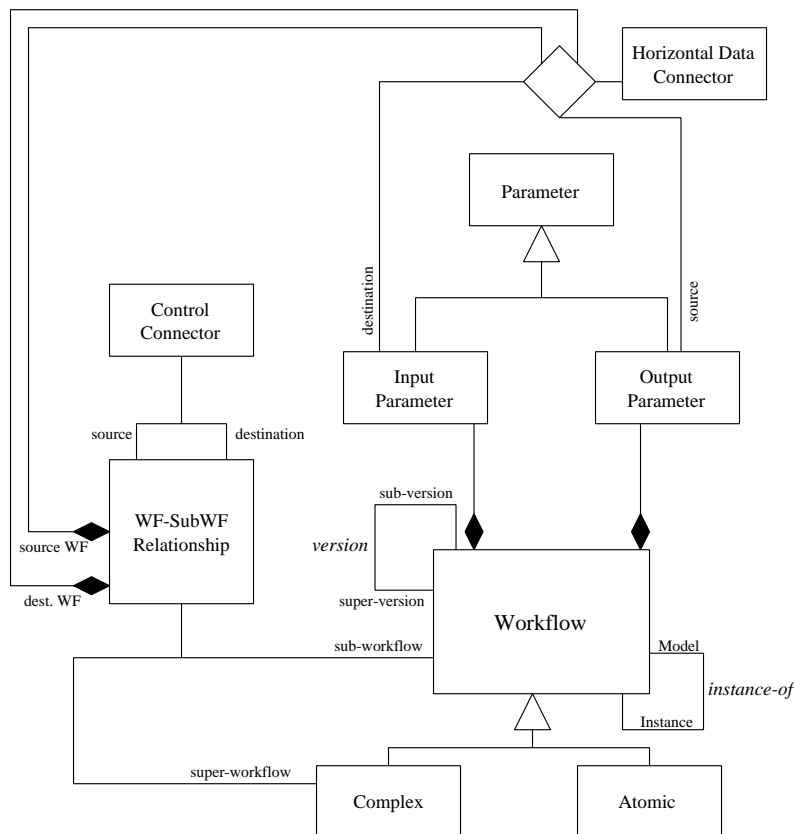 Horizontal Data
Connector
Parameter
destination
source
Control
Connector
Input
Parameter
Output
Parameter
source
destination
WF-SubWF
Relationship
source WF
dest. WF
sub-version
version
super-version
Workflow
sub-workflow
Model
instance-of
Instance
super-workflow
Complex
Atomic